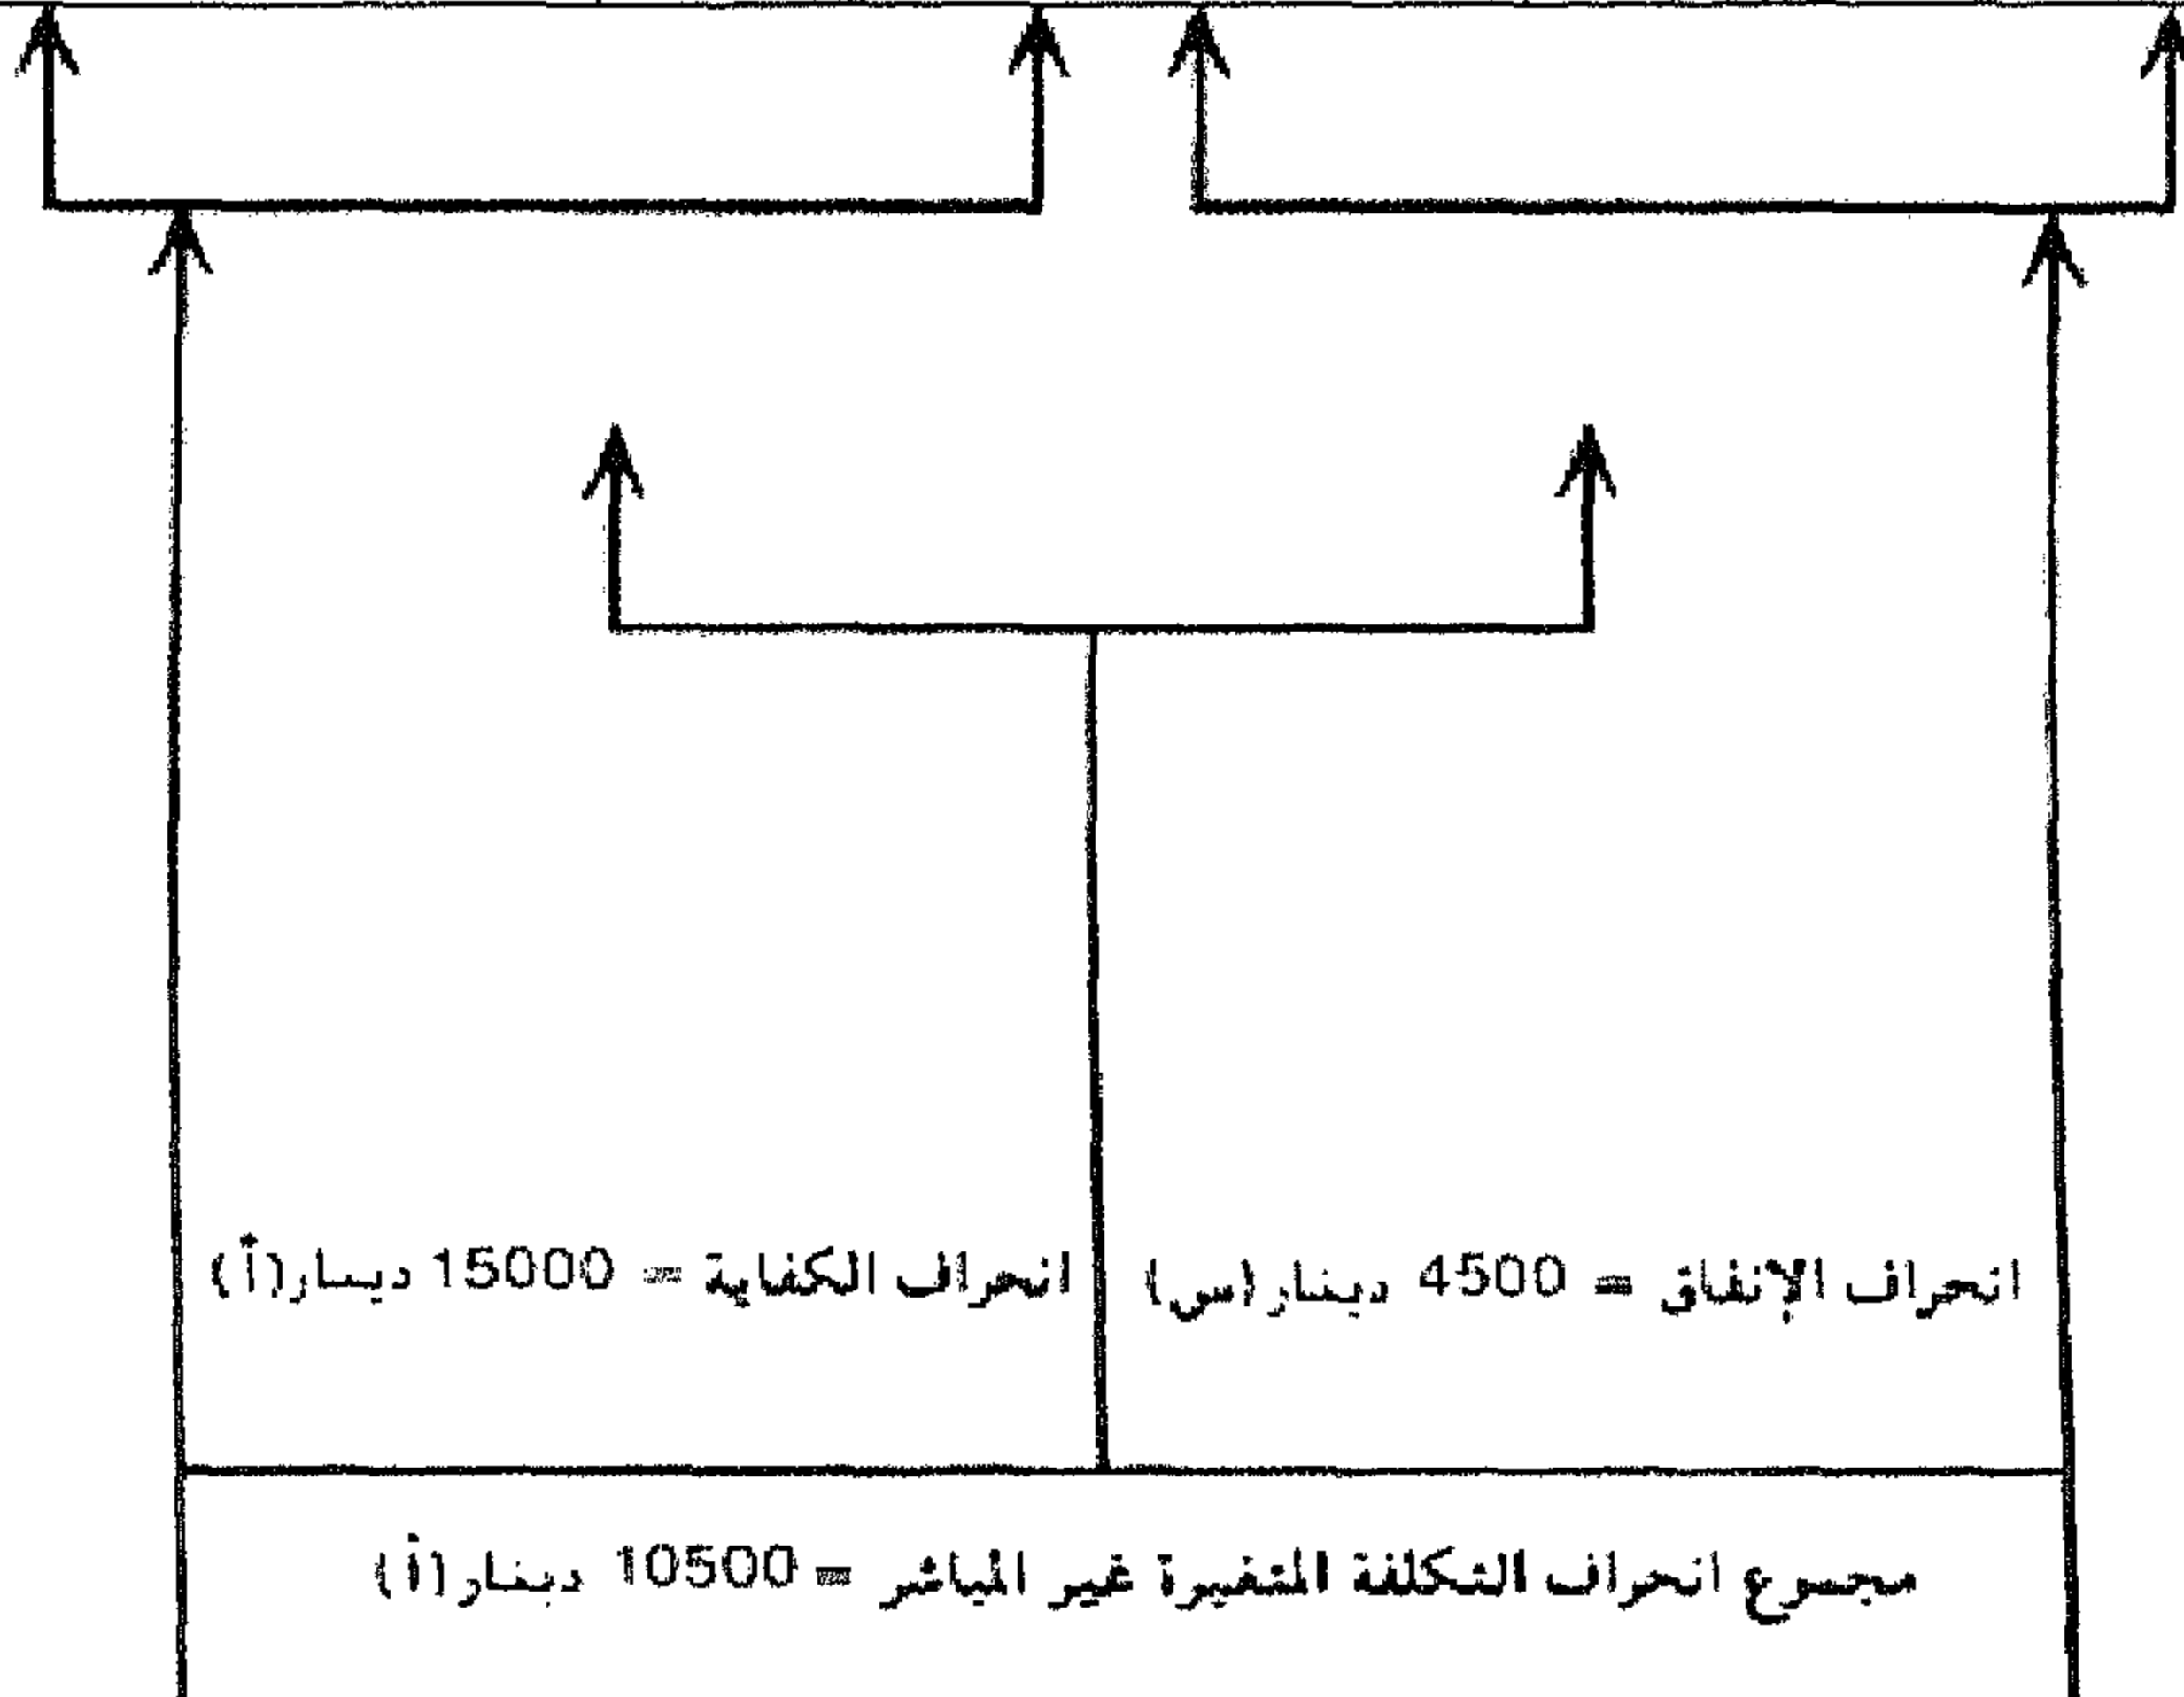 انحراف الإنفاق = 4500 دينار (س)
انحراف الكفاية = 15000 دينار (أ)
مجموع انحراف التكلفة المتغيرة غير المباشر = 10500 دينار (أ)